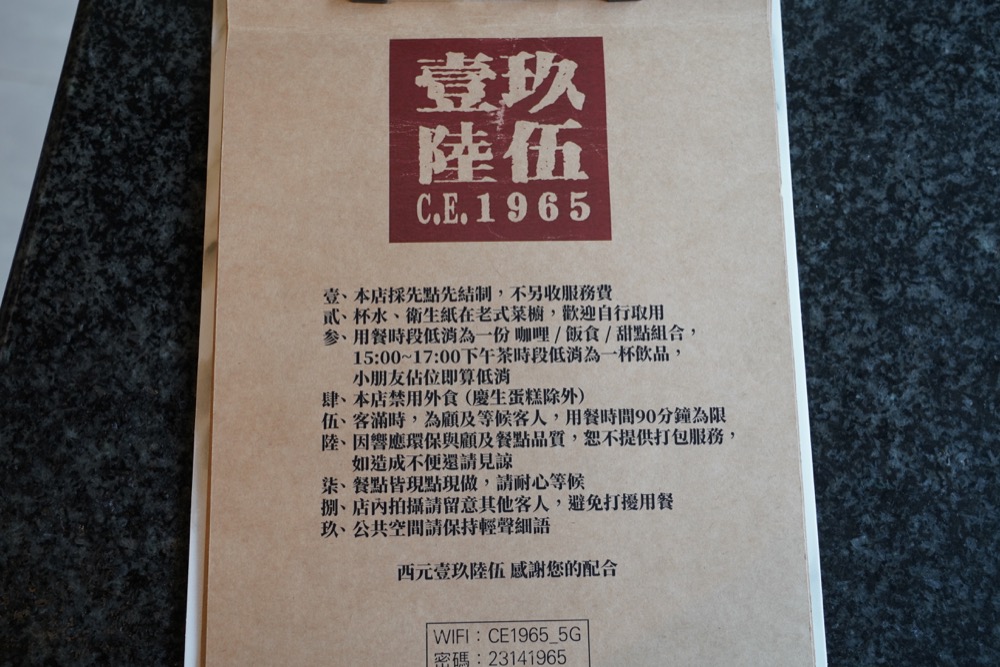 壹玖
陸伍
C.E.1965
壹、本店採先點先結制，不另收服務費
貳、杯水、衛生紙在老式菜櫥，歡迎自行取用
參、用餐時段低消為一份 咖哩 / 飯食 / 甜點組合，
15:00~17:00下午茶時段低消為一杯飲品，
小朋友佔位即算低消
肆、本店禁用外食 (慶生蛋糕除外)
伍、客滿時，為顧及等候客人，用餐時間90分鐘為限
陸、因響應環保與顧及餐點品質，恕不提供打包服務，
如造成不便還請見諒
柒、餐點皆現點現做，請耐心等候
捌、店內拍攝請留意其他客人，避免打擾用餐
玖、公共空間請保持輕聲細語
西元壹玖陸伍 感謝您的配合
WIFI：CE1965_5G
密碼：23141965